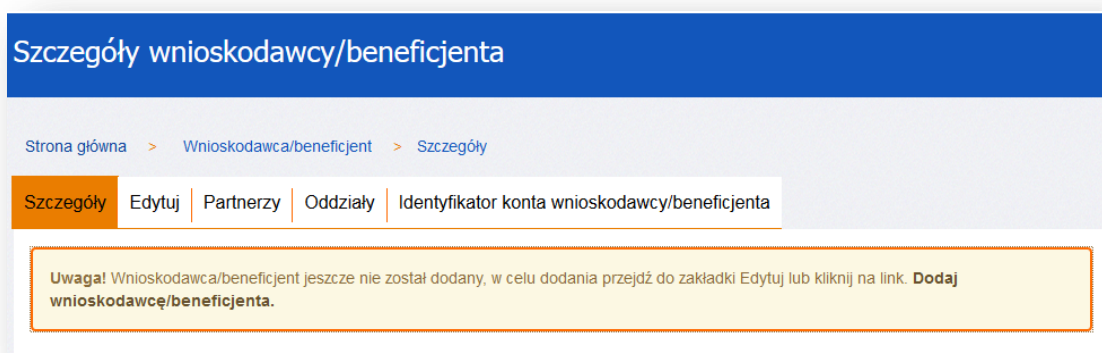 Szczegóły wnioskodawcy/beneficjenta
Strona główna > Wnioskodawca/beneficjent > Szczegóły
Szczegóły Edytuj Partnerzy Oddziały Identyfikator konta wnioskodawcy/beneficjenta
Uwaga! Wnioskodawca/beneficjent jeszcze nie został dodany, w celu dodania przejdź do zakładki Edytuj lub kliknij na link. Dodaj
wnioskodawcę/beneficjenta.